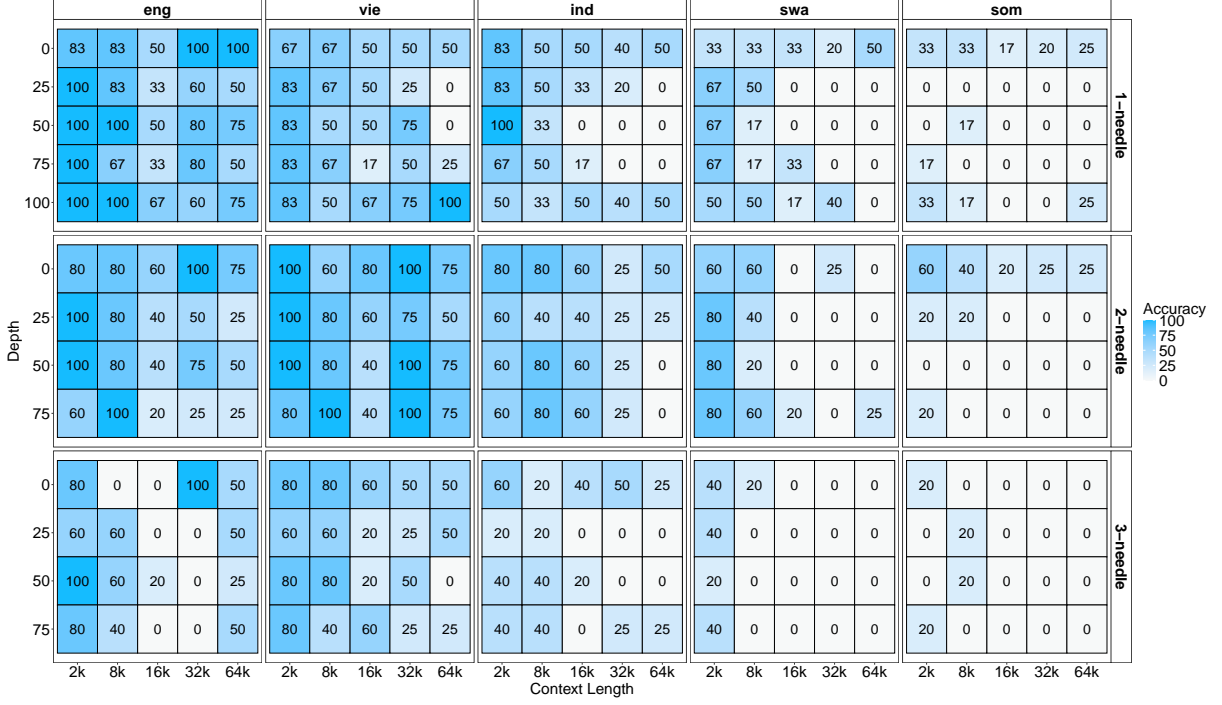 eng vie ind swa som
0 83 83 50 100 100 67 67 50 50 50 83 50 50 40 50 33 33 33 20 50 33 33 17 20 25
25 100 83 33 60 50 83 67 50 25 0 83 50 33 20 0 67 50 0 0 0 0 0 0 0 0
50 100 100 50 80 75 83 50 50 75 0 100 33 0 0 0 67 17 0 0 0 0 17 0 0 0
75 100 67 33 80 50 83 67 17 50 25 67 50 17 0 0 67 17 33 0 0 17 0 0 0 0
100 100 100 67 60 75 83 50 67 75 100 50 33 50 40 50 50 50 17 40 0 33 17 0 0 25
1-needle
0 80 80 60 100 75 100 60 80 100 75 80 80 60 25 50 60 60 0 25 0 60 40 20 25 25
25 100 80 40 50 25 100 80 60 75 50 60 40 40 25 25 80 40 0 0 0 20 20 0 0 0
50 100 80 40 75 50 100 80 40 100 75 60 80 60 25 0 80 20 0 0 0 0 0 0 0 0
75 60 100 20 25 25 80 100 40 100 75 60 80 60 25 0 80 60 20 0 25 20 0 0 0 0
2-needle
0 80 0 0 100 50 80 80 60 50 50 60 20 40 50 25 40 20 0 0 0 20 0 0 0 0
25 60 60 0 0 50 60 60 20 25 50 20 20 0 0 0 40 0 0 0 0 0 20 0 0 0
50 100 60 20 0 25 80 80 20 50 0 40 40 20 0 0 20 0 0 0 0 0 20 0 0 0
75 80 40 0 0 50 80 40 60 25 25 40 40 0 25 25 40 0 0 0 0 20 0 0 0 0
3-needle
2k 8k 16k 32k 64k 2k 8k 16k 32k 64k 2k 8k 16k 32k 64k 2k 8k 16k 32k 64k 2k 8k 16k 32k 64k
Context Length
Depth
Accuracy
100
75
50
25
0